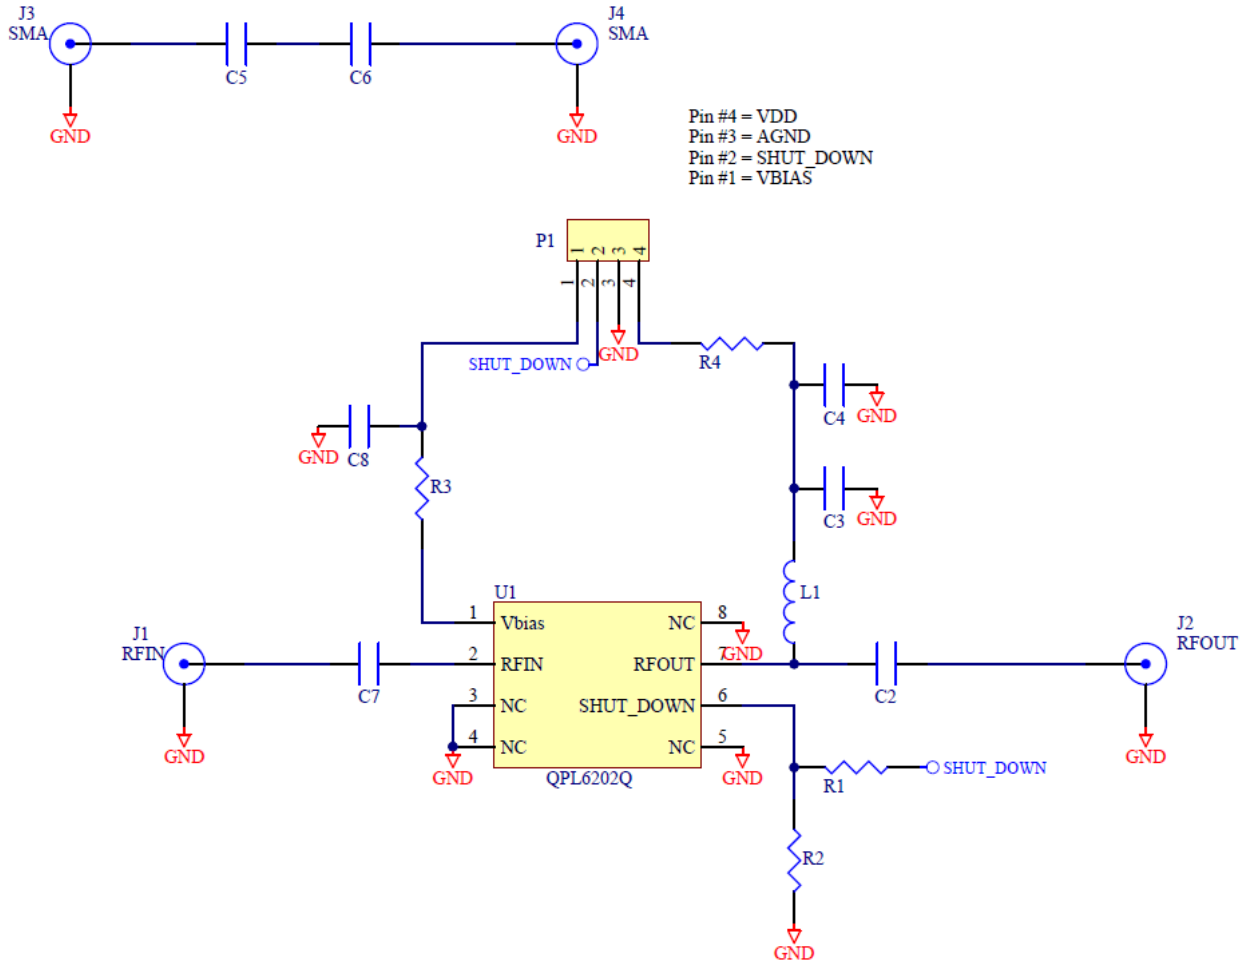 J3
SMA
J4
SMA
C5
C6
GND
GND
Pin #4 = VDD
Pin #3 = AGND
Pin #2 = SHUT_DOWN
Pin #1 = VBIAS
P1
1
2
3
4
1
2
3
4
SHUT_DOWN
GND
R4
C4
GND
GND
C8
R3
C3
GND
U1
L1
1
Vbias
NC
8
GND
J1
RFIN
J2
RFOUT
2
RFIN
RFOUT
7
C7
C2
3
NC
SHUT_DOWN
6
4
NC
NC
5
GND
GND
GND
GND
QPL6202Q
R1
SHUT_DOWN
R2
GND